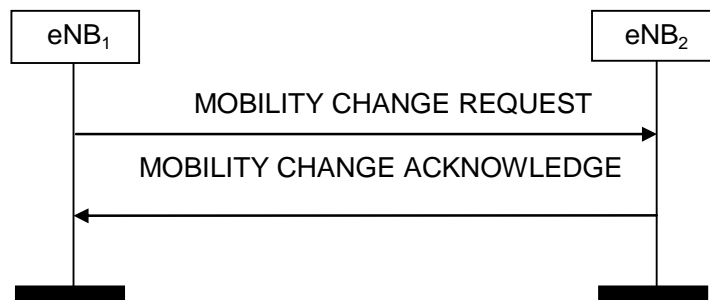 eNB₁
eNB₂
MOBILITY CHANGE REQUEST
MOBILITY CHANGE ACKNOWLEDGE